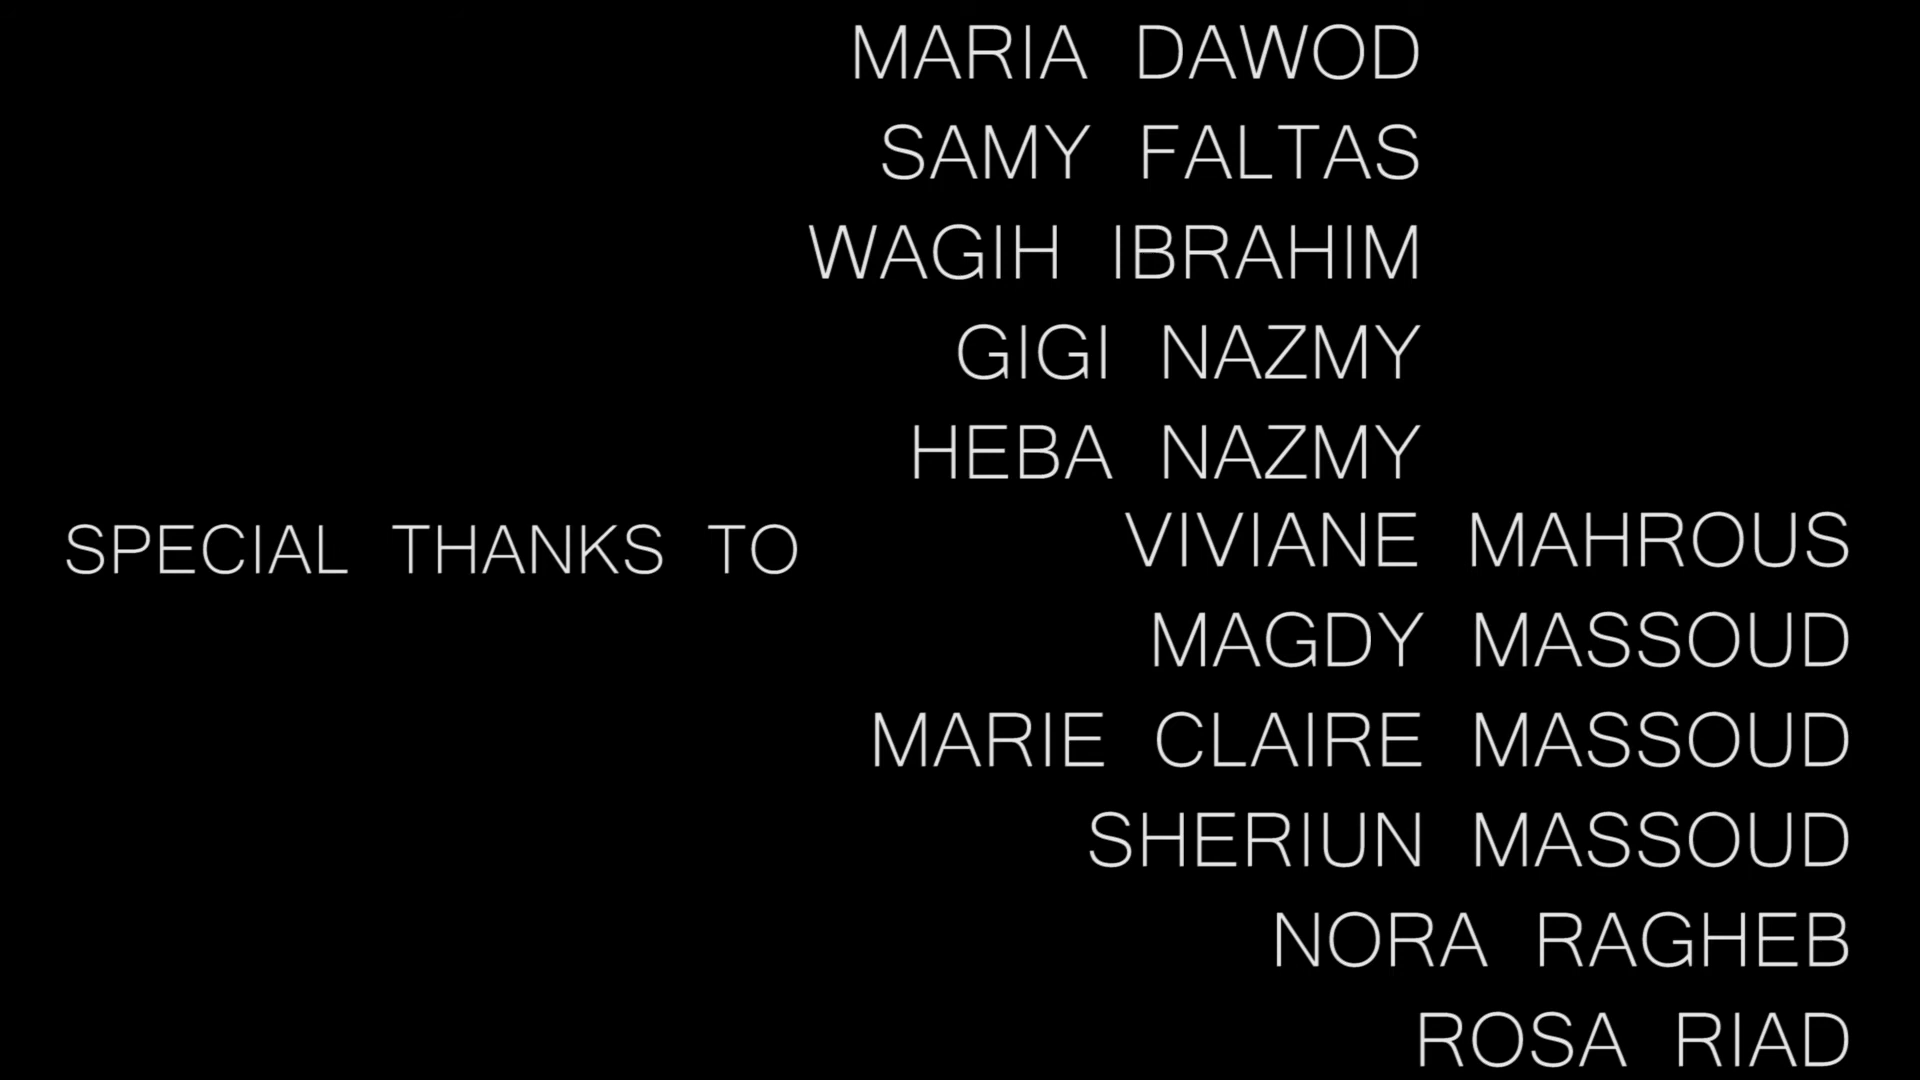 MARIA DAWOD
SAMY FALTAS
WAGIH IBRAHIM
GIGI NAZMY
HEBA NAZMY
SPECIAL THANKS TO VIVIANE MAHROUS
MAGDY MASSOUD
MARIE CLAIRE MASSOUD
SHERIUN MASSOUD
NORA RAGHEB
ROSA RIAD